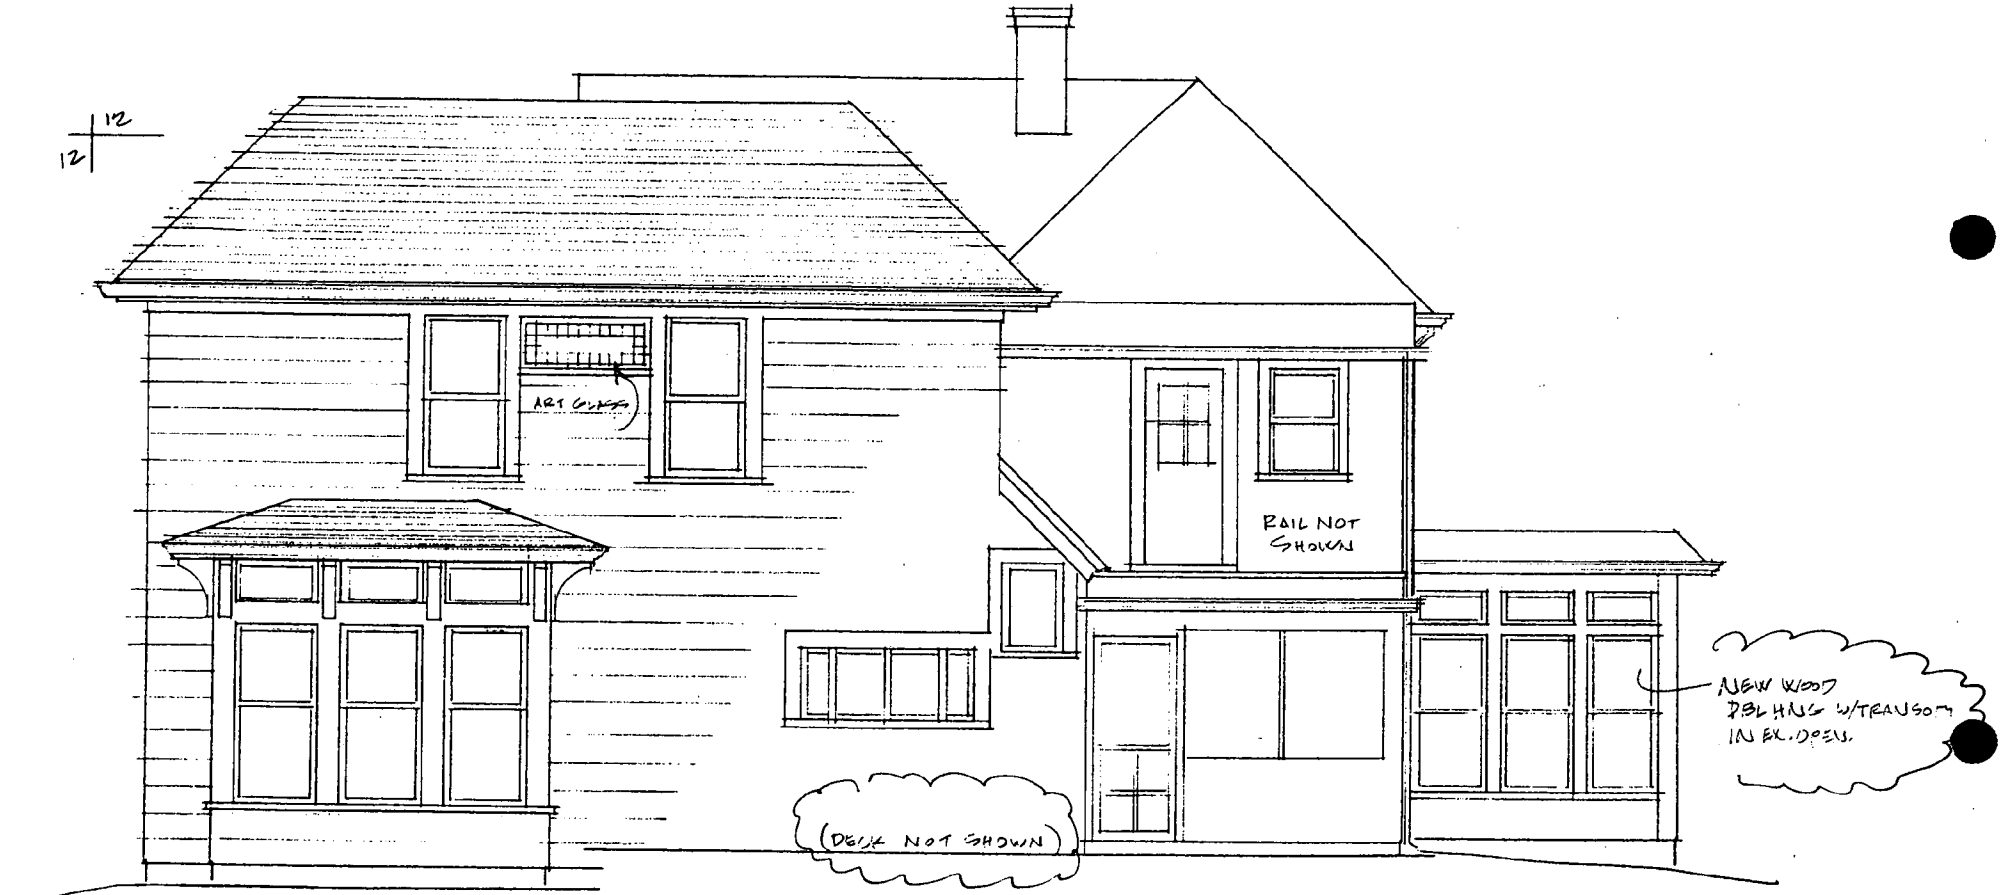 12
12
ART GLASS
RAIL NOT
SHOWN
NEW WOOD
DBL HNG W/TRANSOM
IN EX. OPEN.
(DECK NOT SHOWN)